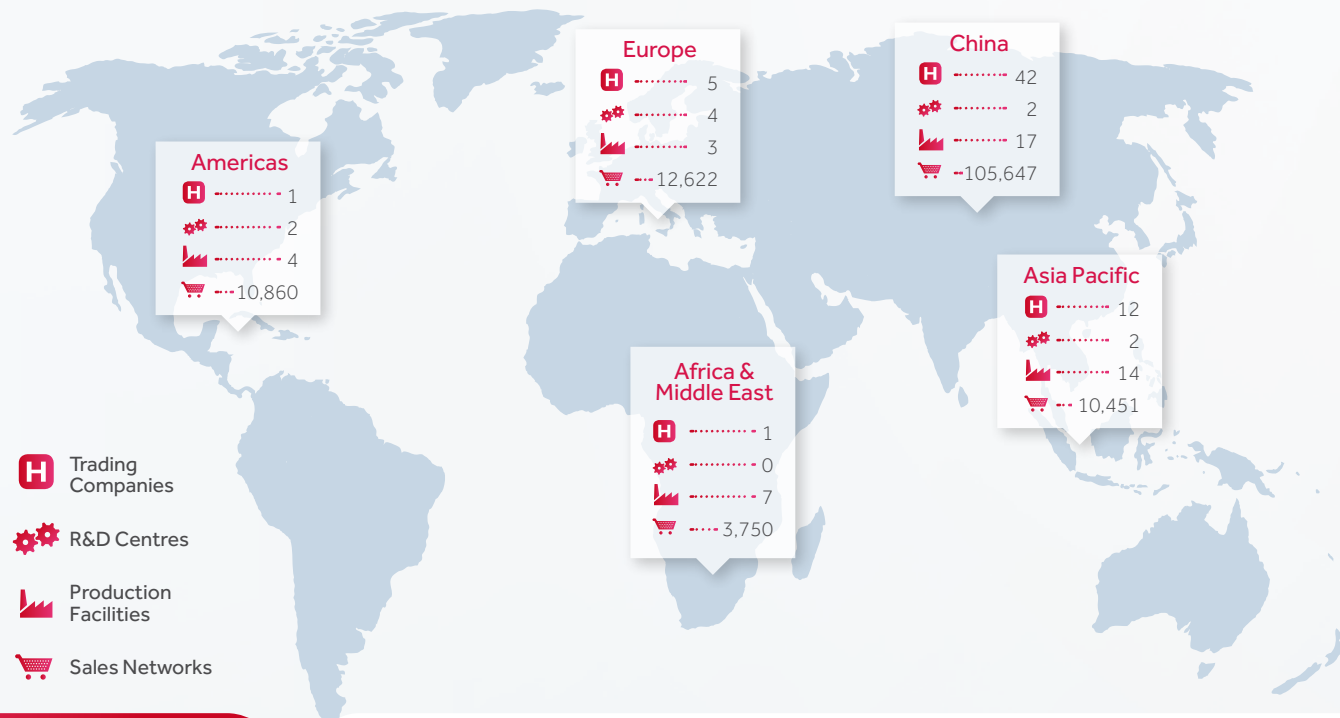 Europe
H 5
4
3
12,622
China
H 42
2
17
105,647
Americas
H 1
2
4
10,860
Asia Pacific
H 12
2
14
10,451
Africa &
Middle East
H 1
0
7
3,750
H Trading
Companies
R&D Centres
Production
Facilities
Sales Networks